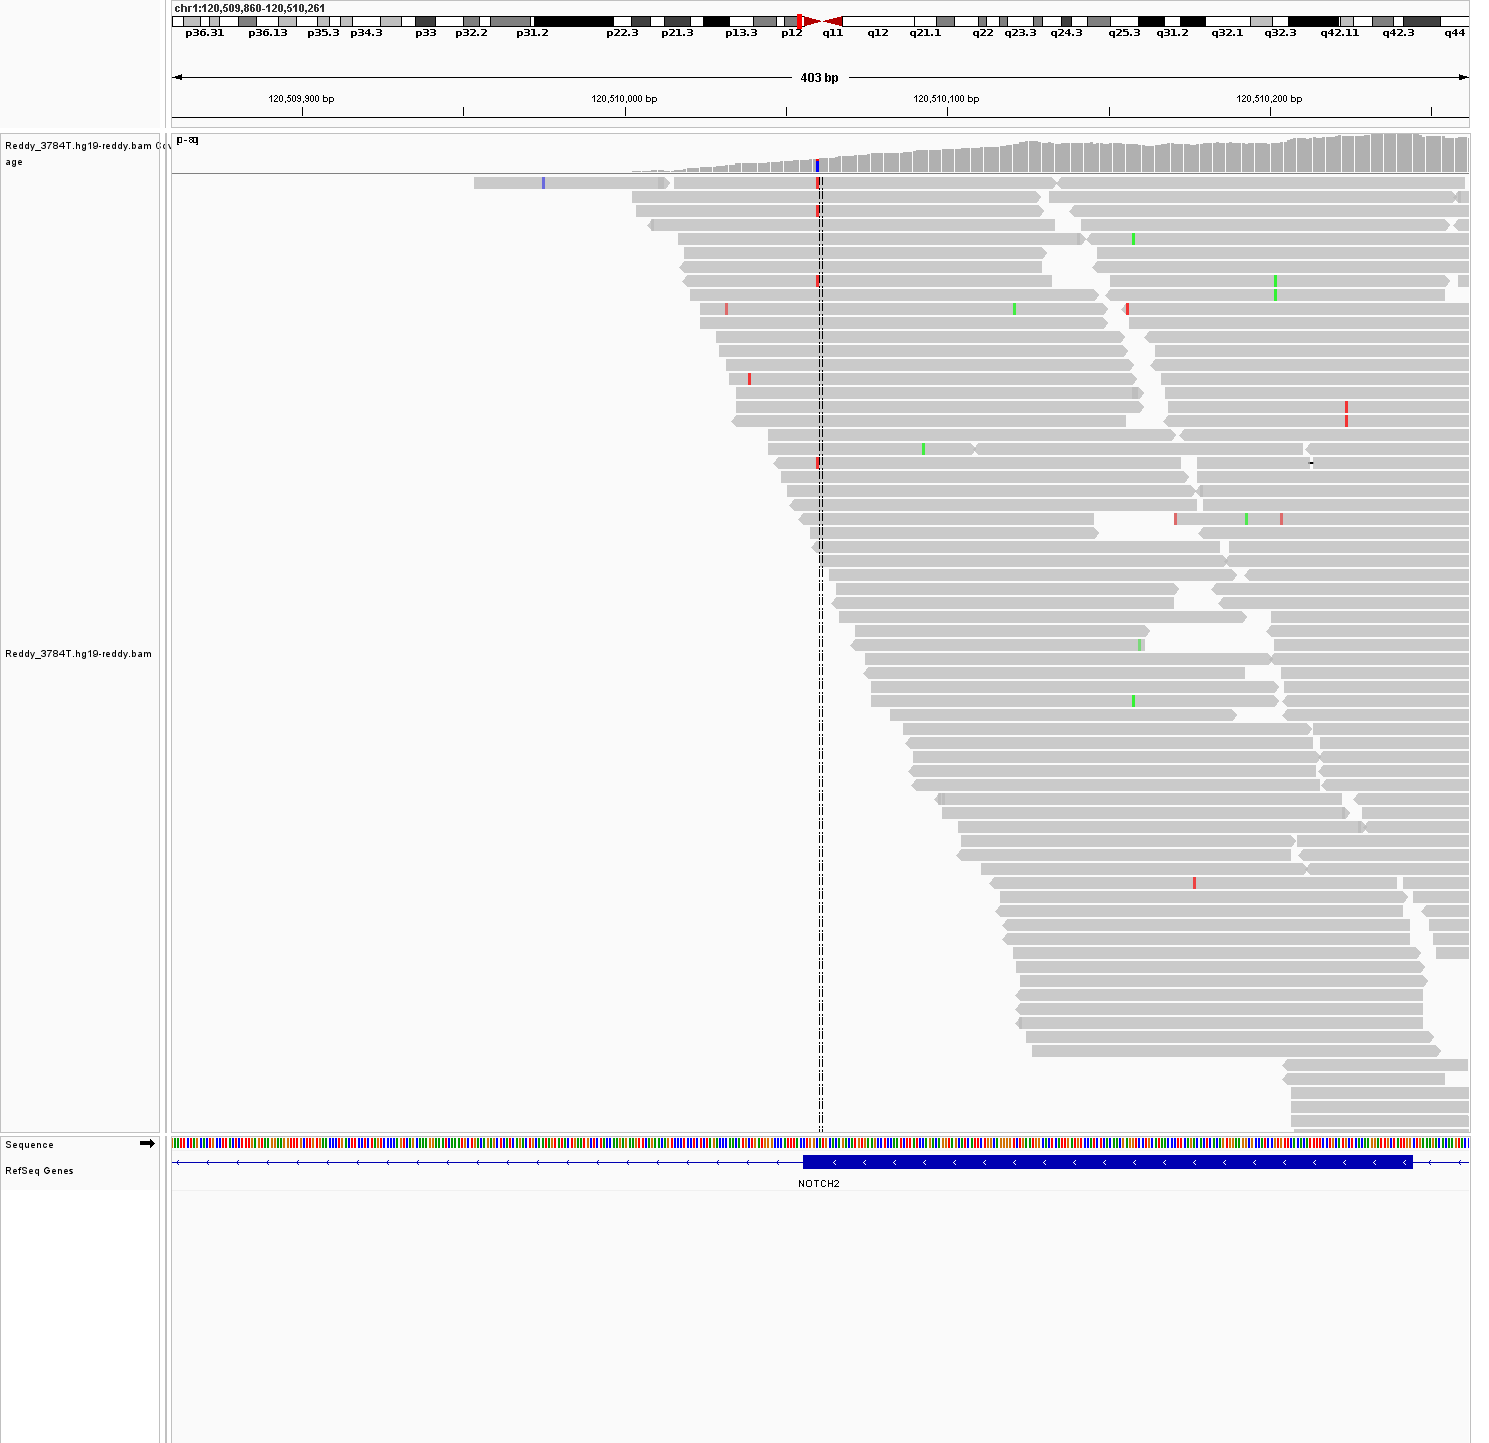 chr1:120,509,860-120,510,261
p36.31 p36.13 p35.3 p34.3 p33 p32.2 p31.2 p22.3 p21.3 p13.3 p12 q11 q12 q21.1 q22 q23.3 q24.3 q25.3 q31.2 q32.1 q32.3 q42.11 q42.3 q44
403 bp
120,509,900 bp 120,510,000 bp 120,510,100 bp 120,510,200 bp
Reddy_3784T.hg19-reddy.bam Cov
age
Reddy_3784T.hg19-reddy.bam
Sequence
RefSeq Genes
NOTCH2